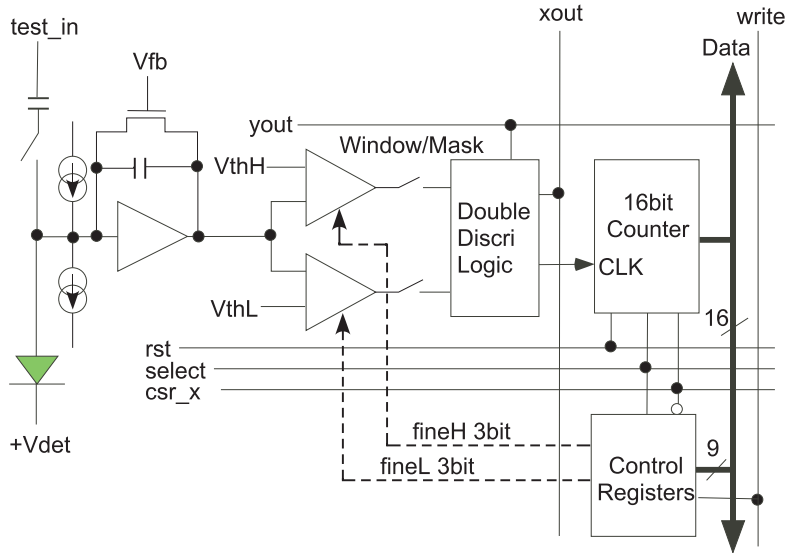 xout
write
test_in
Data
Vfb
yout
Window/Mask
VthH
16bit
Counter
Double
Discri
Logic
CLK
VthL
16
rst
select
csr_x
fineH 3bit
9
+Vdet
fineL 3bit
Control
Registers